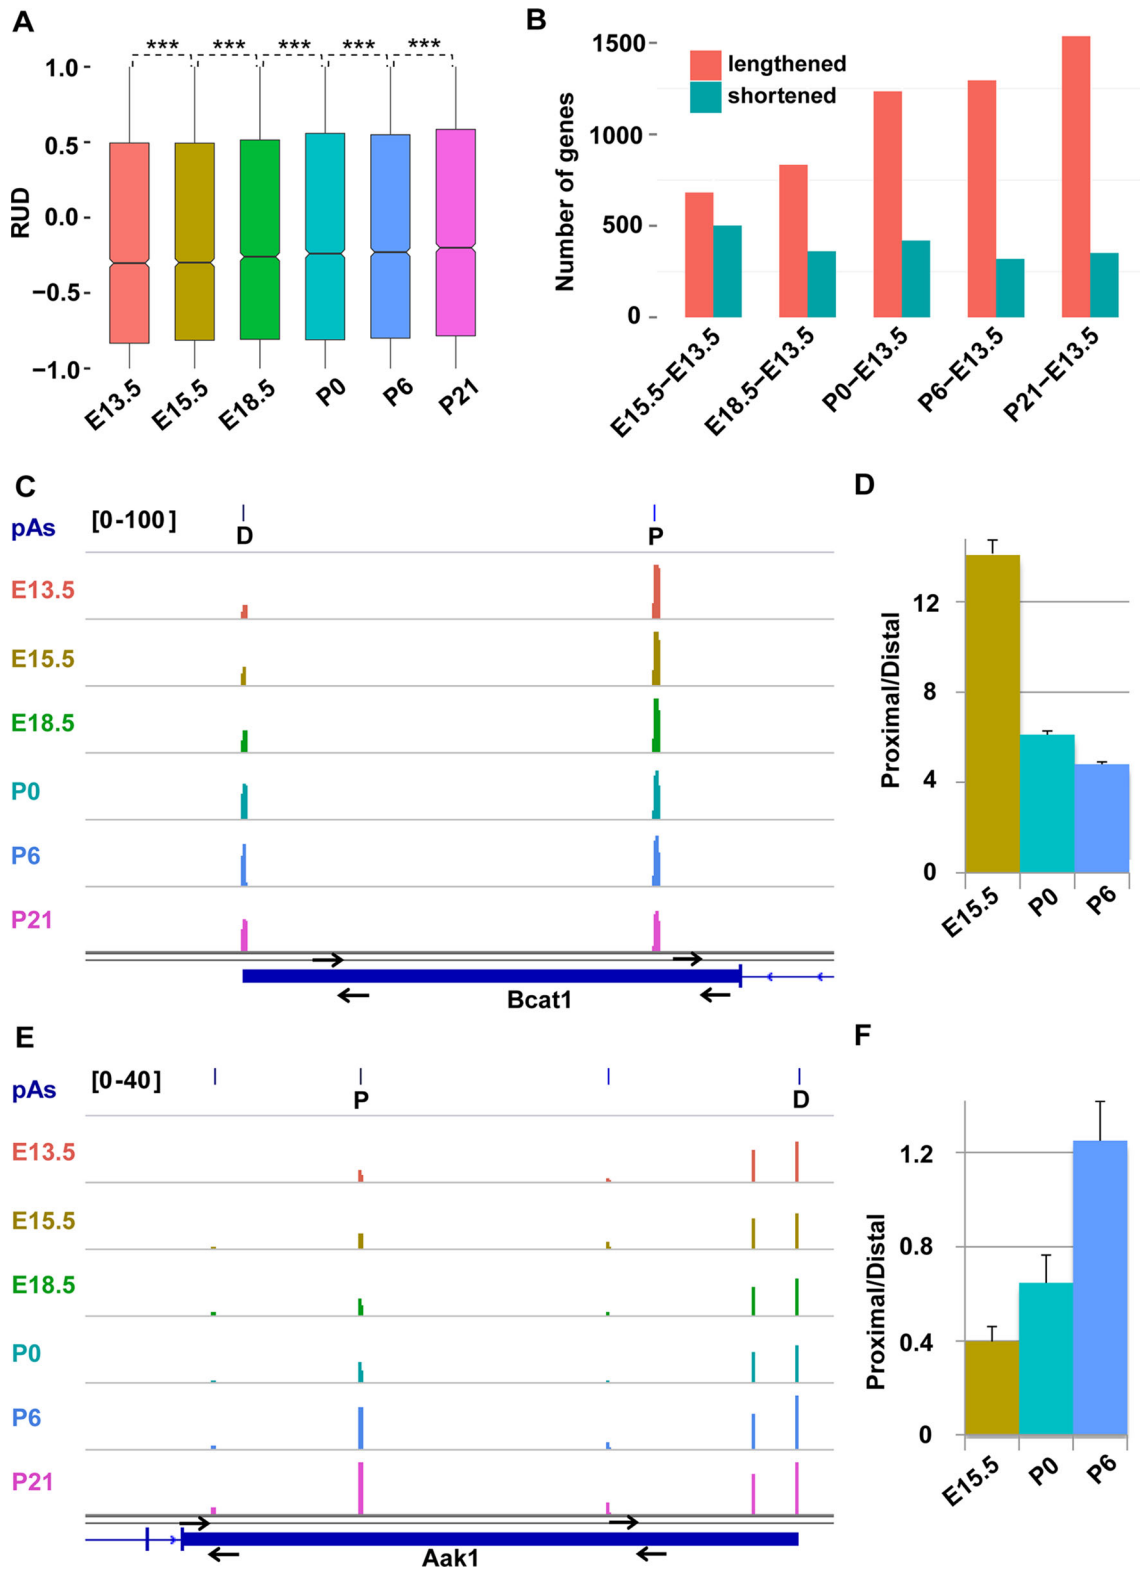 A
*** *** *** *** ***
1.0
0.5
0.0
−0.5
−1.0
RUD
E13.5 E15.5 E18.5 P0 P6 P21
B
1500
1000
500
0
Number of genes
lengthened
shortened
E15.5−E13.5 E18.5−E13.5 P0−E13.5 P6−E13.5 P21−E13.5
C
pAs [0-100] D P
E13.5
E15.5
E18.5
P0
P6
P21
Bcat1
D
12
8
4
0
Proximal/Distal
E15.5 P0 P6
E
pAs [0-40] P D
E13.5
E15.5
E18.5
P0
P6
P21
Aak1
F
1.2
0.8
0.4
0
Proximal/Distal
E15.5 P0 P6